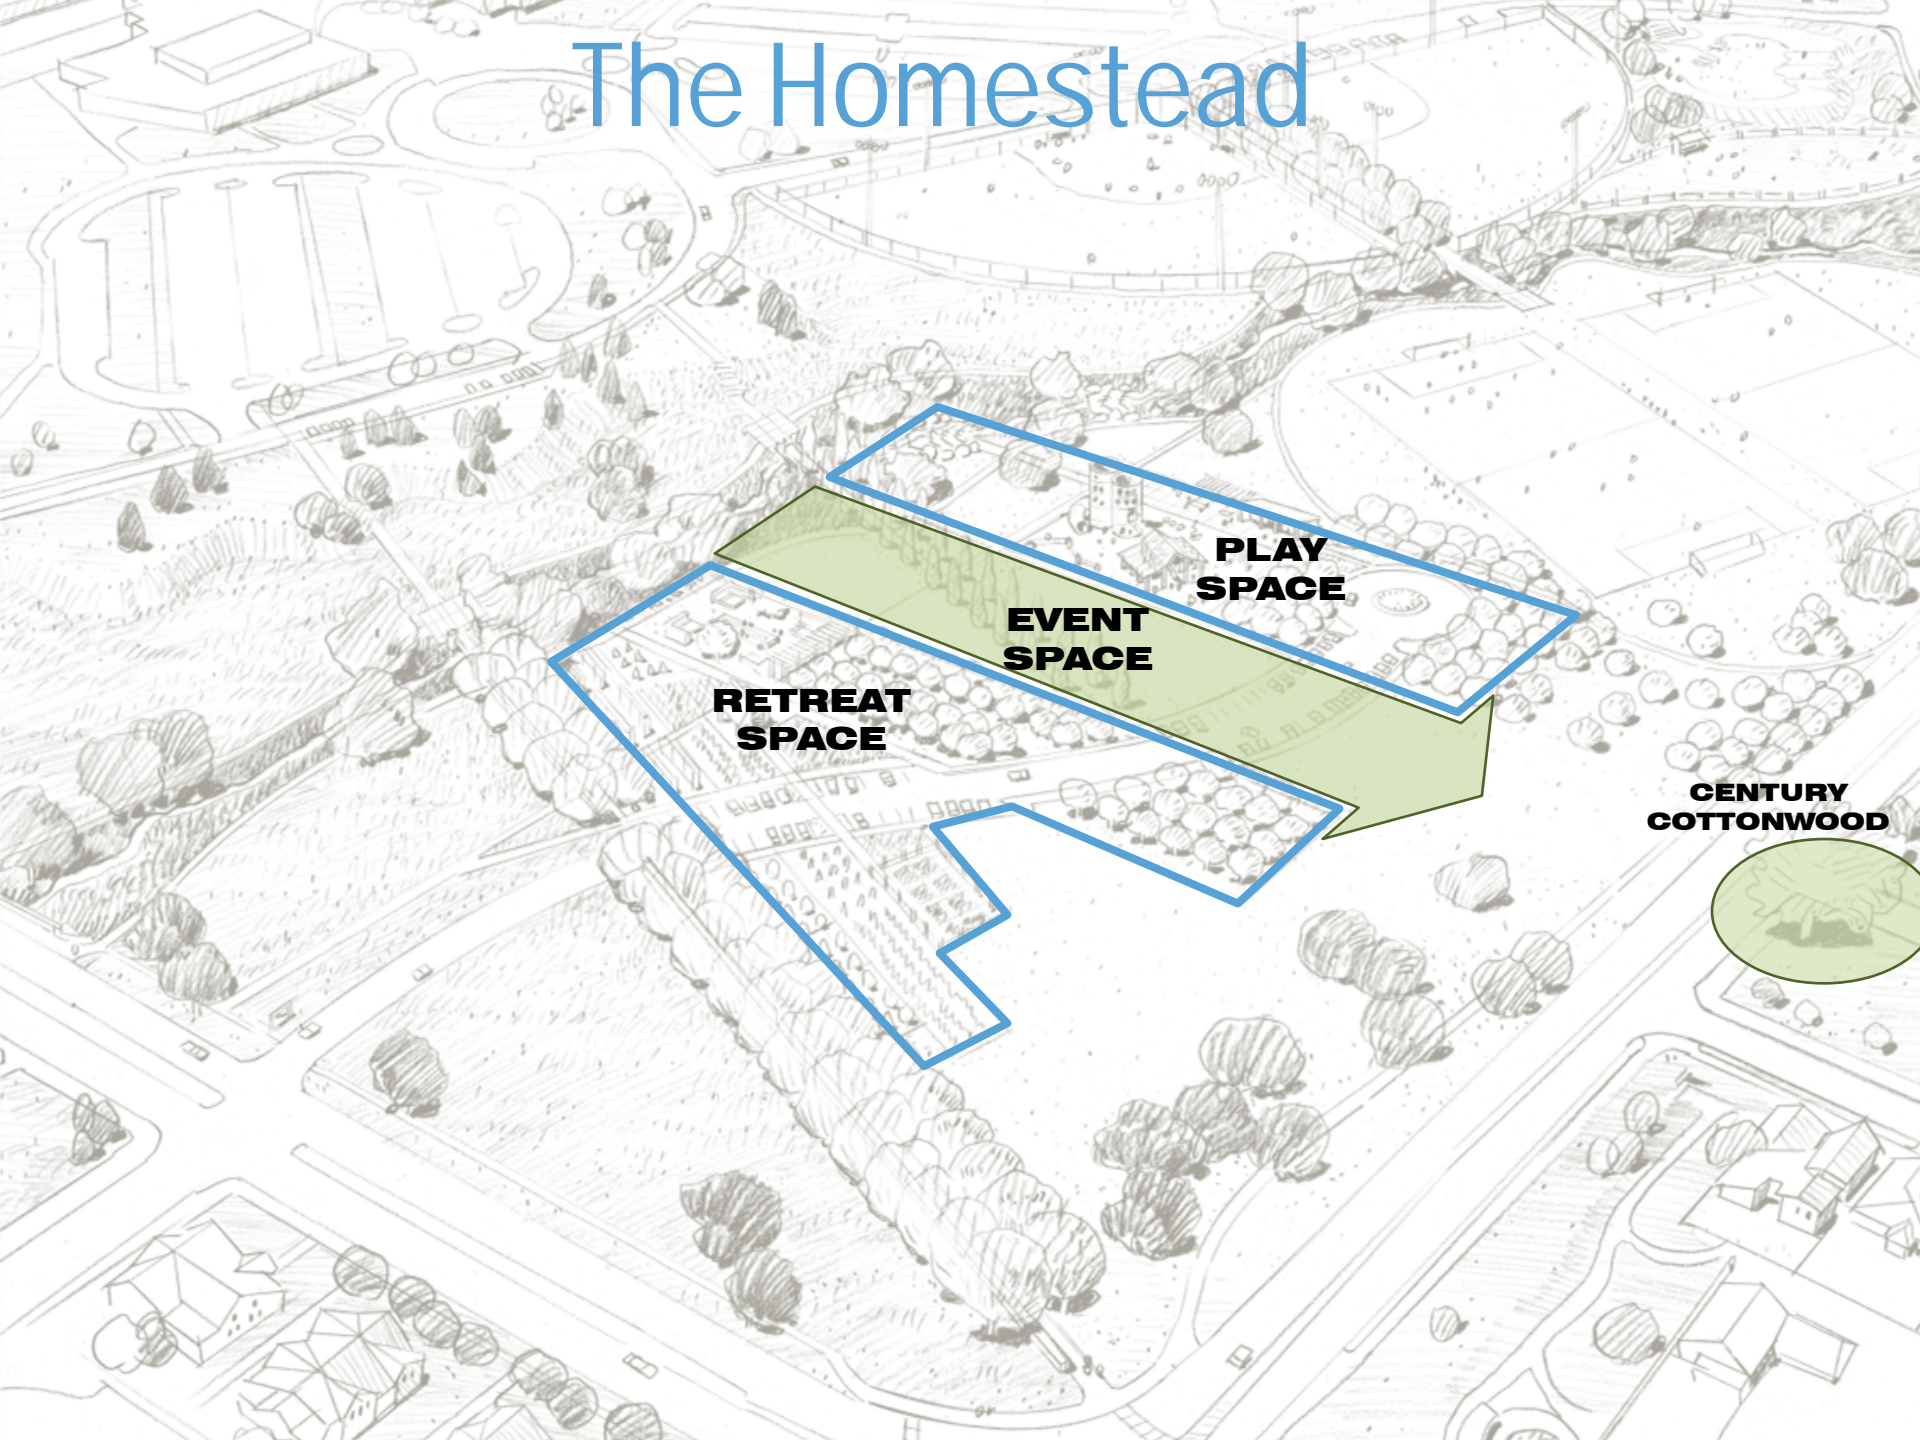 The Homestead
PLAY
SPACE
EVENT
SPACE
RETREAT
SPACE
CENTURY
COTTONWOOD